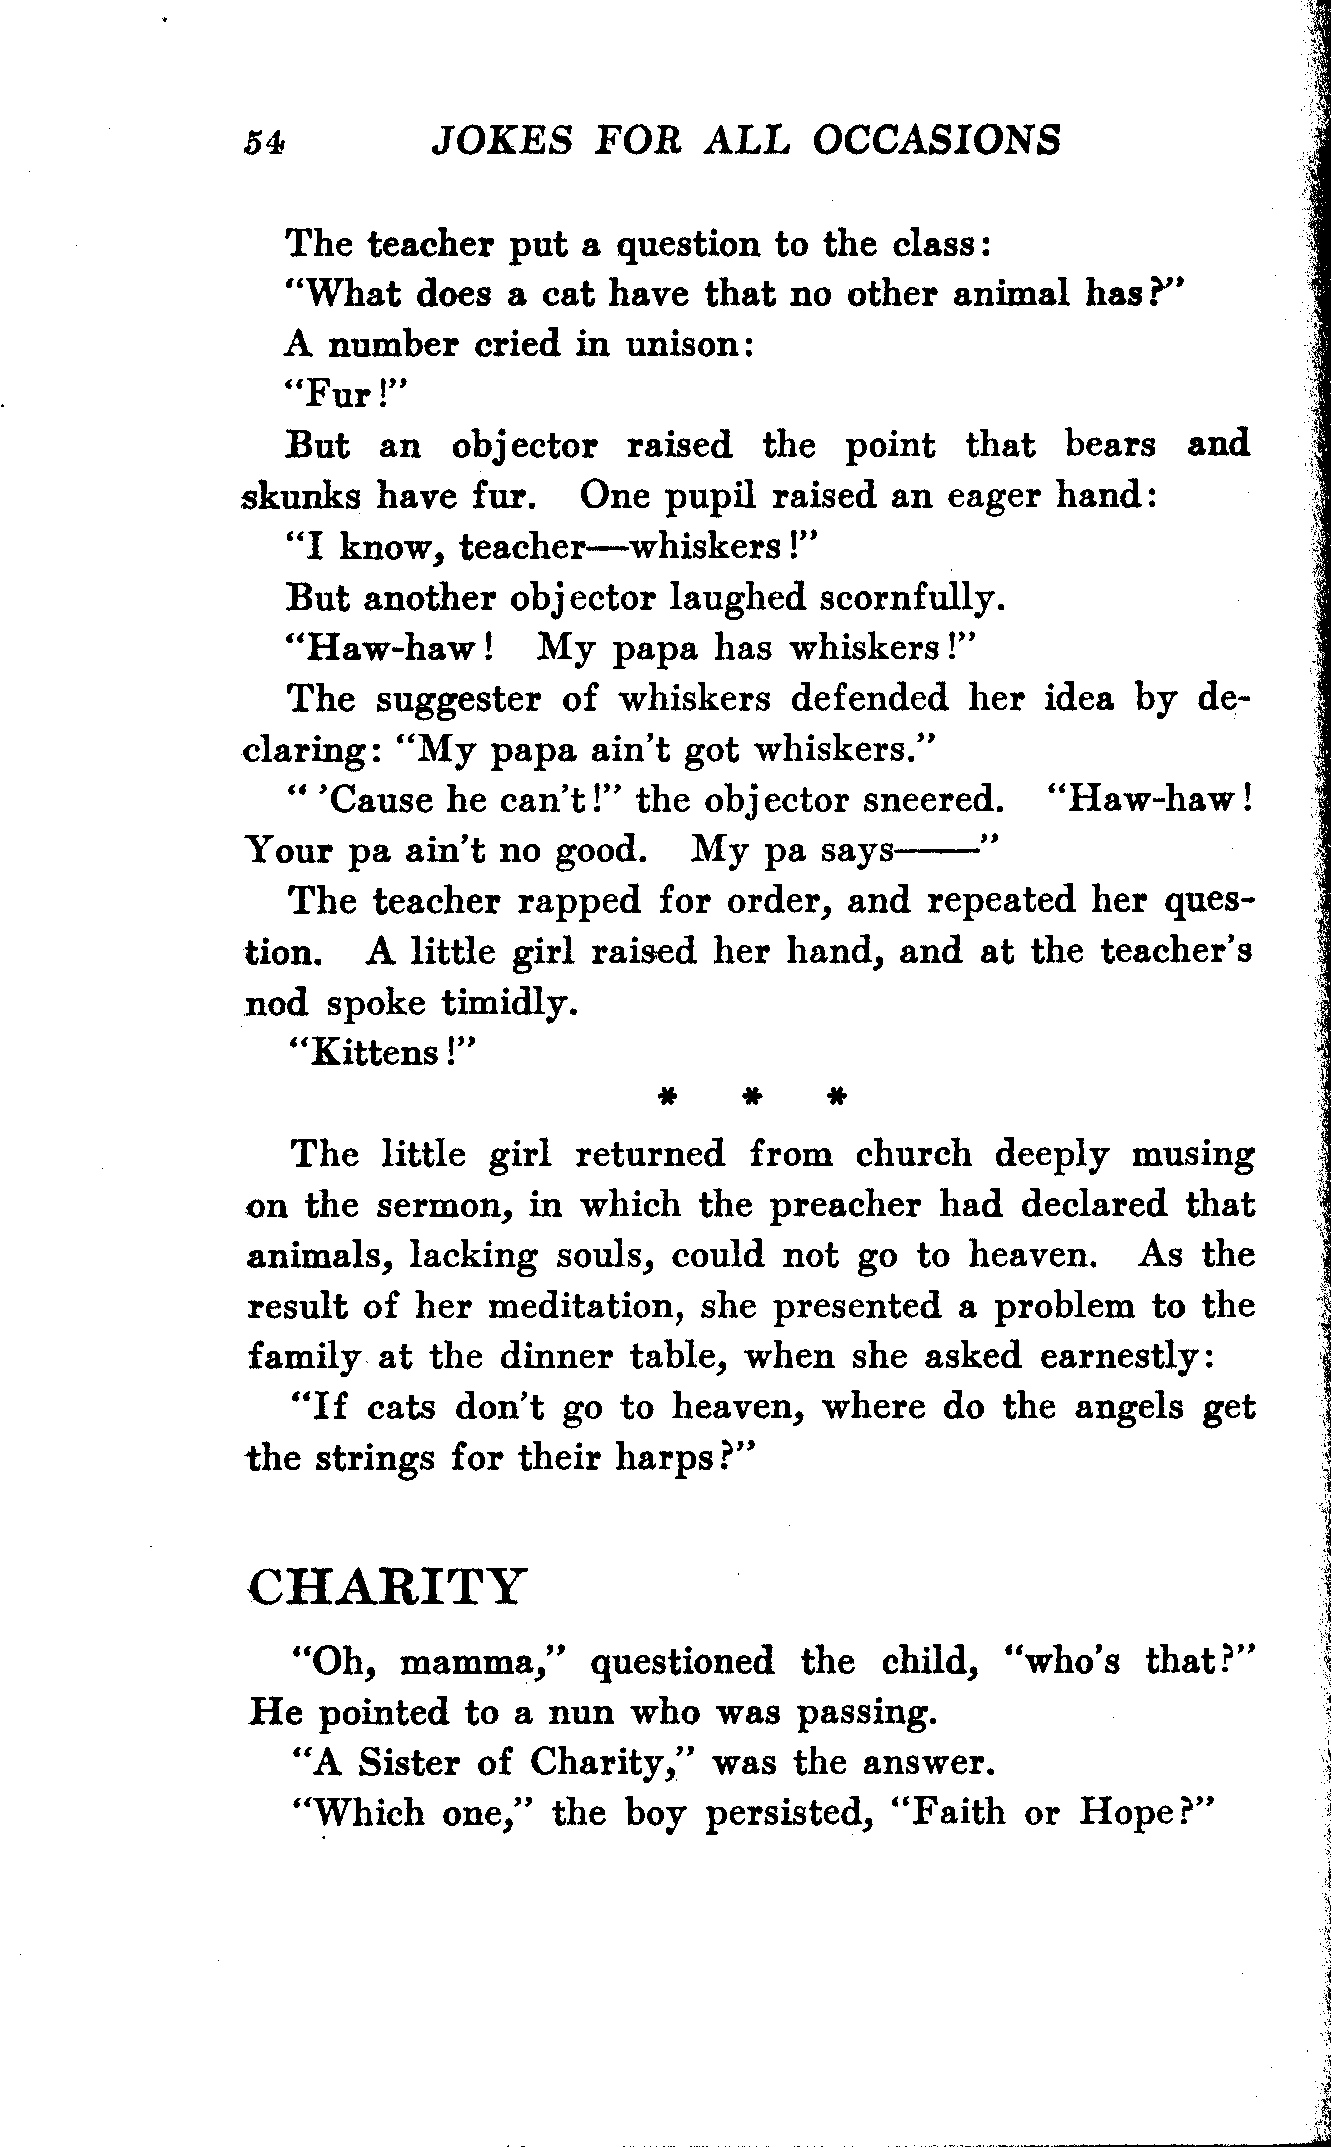 54 JOKES FOR ALL OCCASIONS
The teacher put a question to the class:
"What does a cat have that no other animal has?"
A number cried in unison:
"Fur!"
But an objector raised the point that bears and
skunks have fur. One pupil raised an eager hand:
"I know, teacher—whiskers!"
But another objector laughed scornfully.
"Haw-haw! My papa has whiskers!"
The suggester of whiskers defended her idea by de-
claring: "My papa ain't got whiskers."
" 'Cause he can't!" the objector sneered. "Haw-haw!
Your pa ain't no good. My pa says——"
The teacher rapped for order, and repeated her ques-
tion. A little girl raised her hand, and at the teacher's
nod spoke timidly.
"Kittens!"
* * *
The little girl returned from church deeply musing
on the sermon, in which the preacher had declared that
animals, lacking souls, could not go to heaven. As the
result of her meditation, she presented a problem to the
family at the dinner table, when she asked earnestly:
"If cats don't go to heaven, where do the angels get
the strings for their harps?"
CHARITY
"Oh, mamma," questioned the child, "who's that?"
He pointed to a nun who was passing.
"A Sister of Charity," was the answer.
"Which one," the boy persisted, "Faith or Hope?"